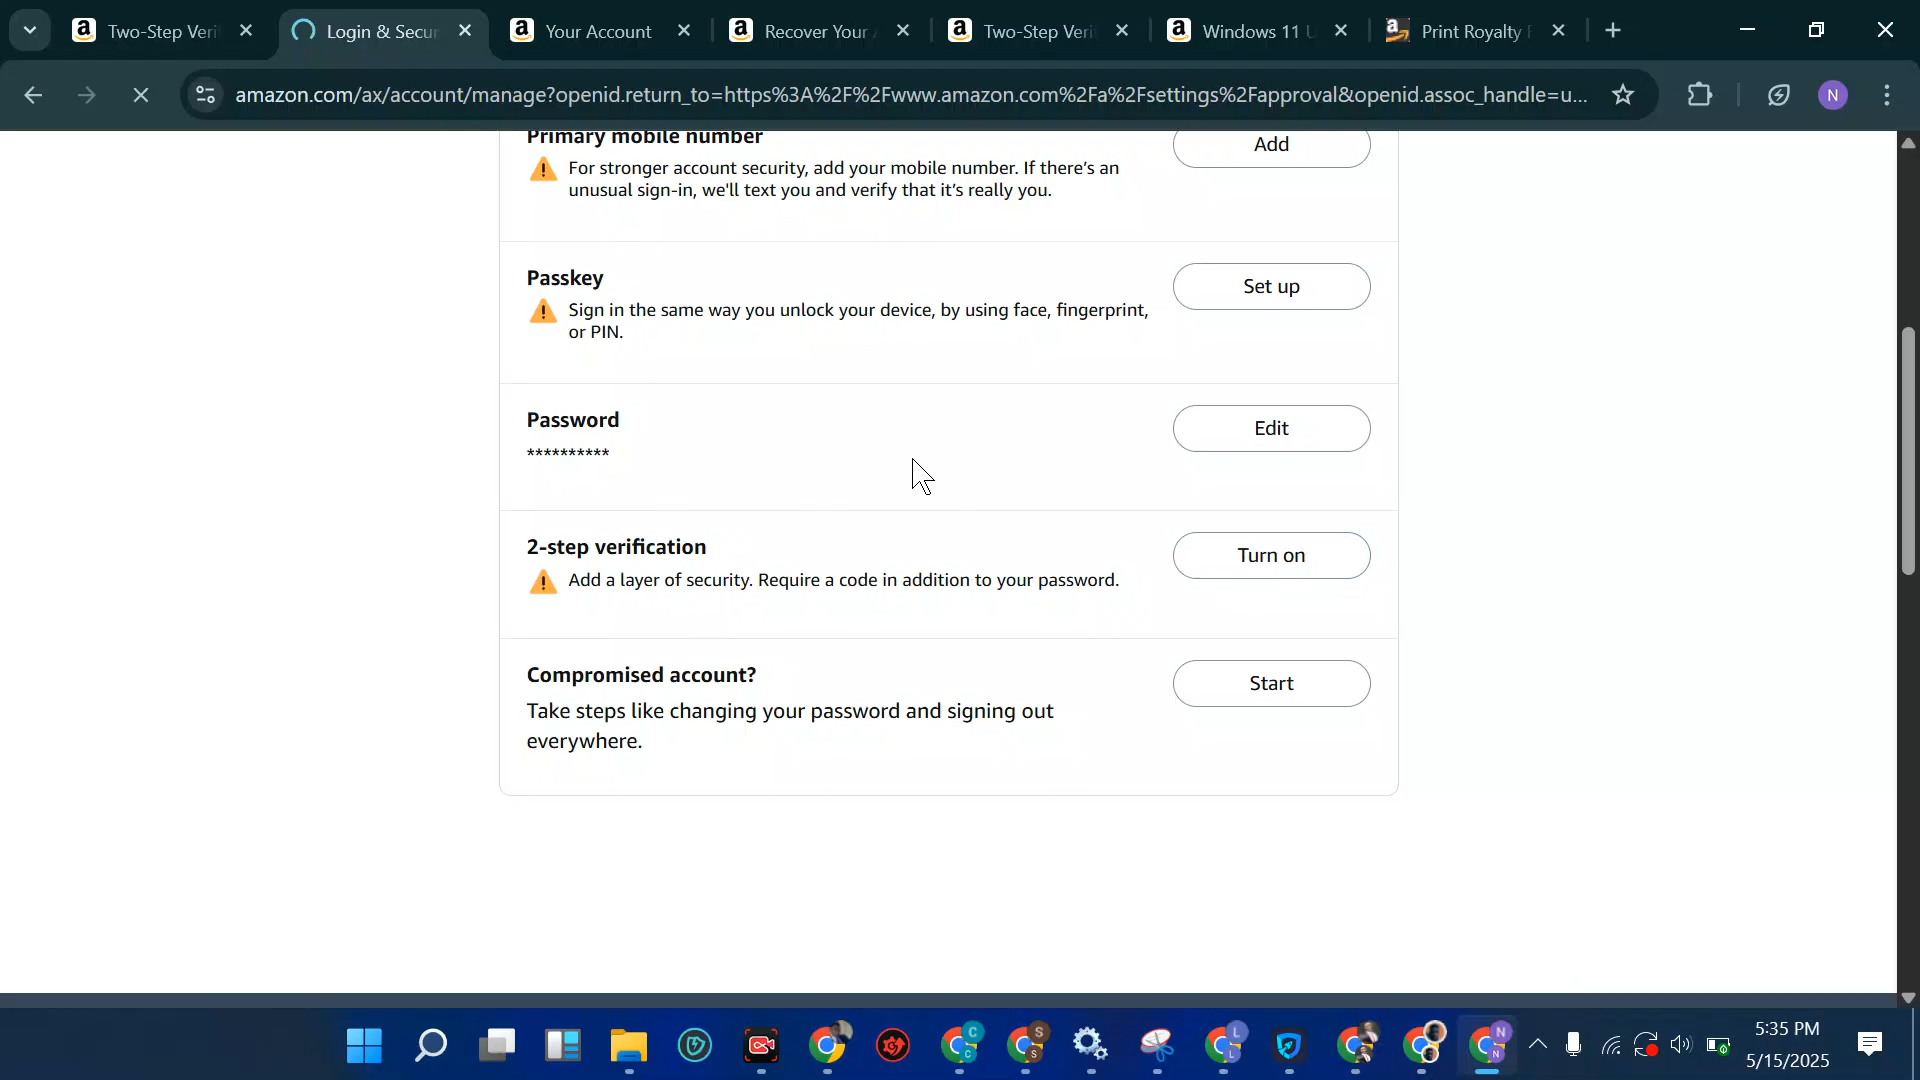 Two-Step Veri
Login & Secur
Your Account
Recover Your A
Two-Step Veri
Windows 11 U
Print Royalty
amazon.com/ax/account/manage?openid.return_to=https%3A%2F%2Fwww.amazon.com%2Fa%2Fsettings%2Fapproval&openid.assoc_handle=u...
N
Primary mobile number
Add
For stronger account security, add your mobile number. If there's an
unusual sign-in, we'll text you and verify that it's really you.
Passkey
Set up
Sign in the same way you unlock your device, by using face, fingerprint,
or PIN.
Password
Edit
**********
2-step verification
Turn on
Add a layer of security. Require a code in addition to your password.
Compromised account?
Start
Take steps like changing your password and signing out
everywhere.
C
C
S
S
L
L
N
N
5:35 PM
5/15/2025